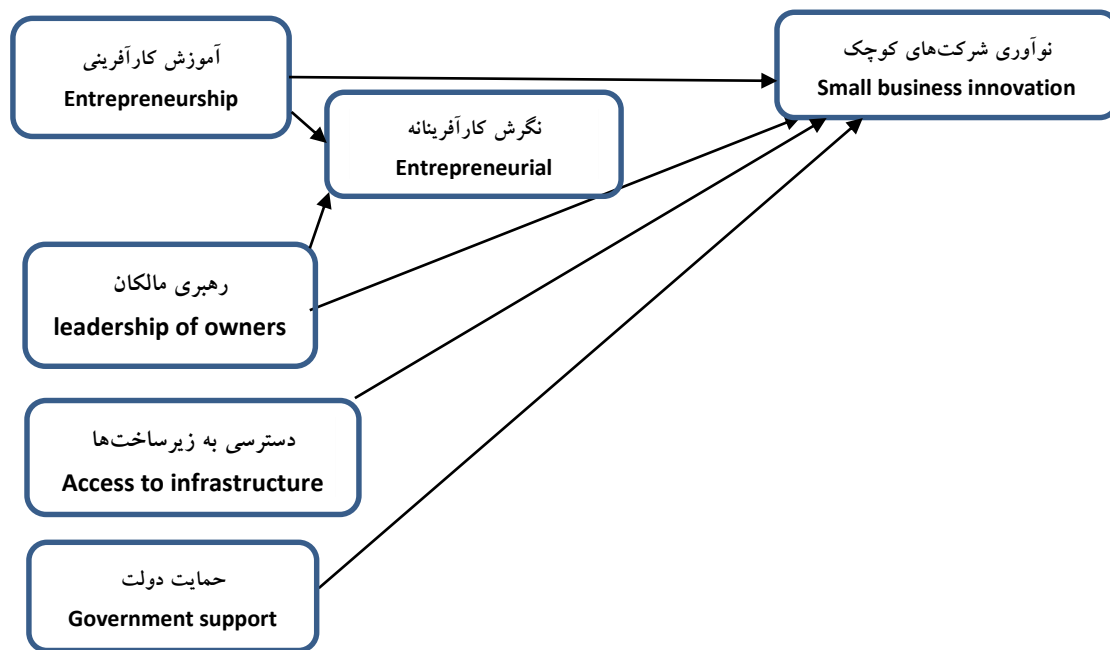 آموزش کارآفرینی
Entrepreneurship
نوآوری شرکت‌های کوچک
Small business innovation
نگرش کارآفرینانه
Entrepreneurial
رهبری مالکان
leadership of owners
دسترسی به زیرساخت‌ها
Access to infrastructure
حمایت دولت
Government support